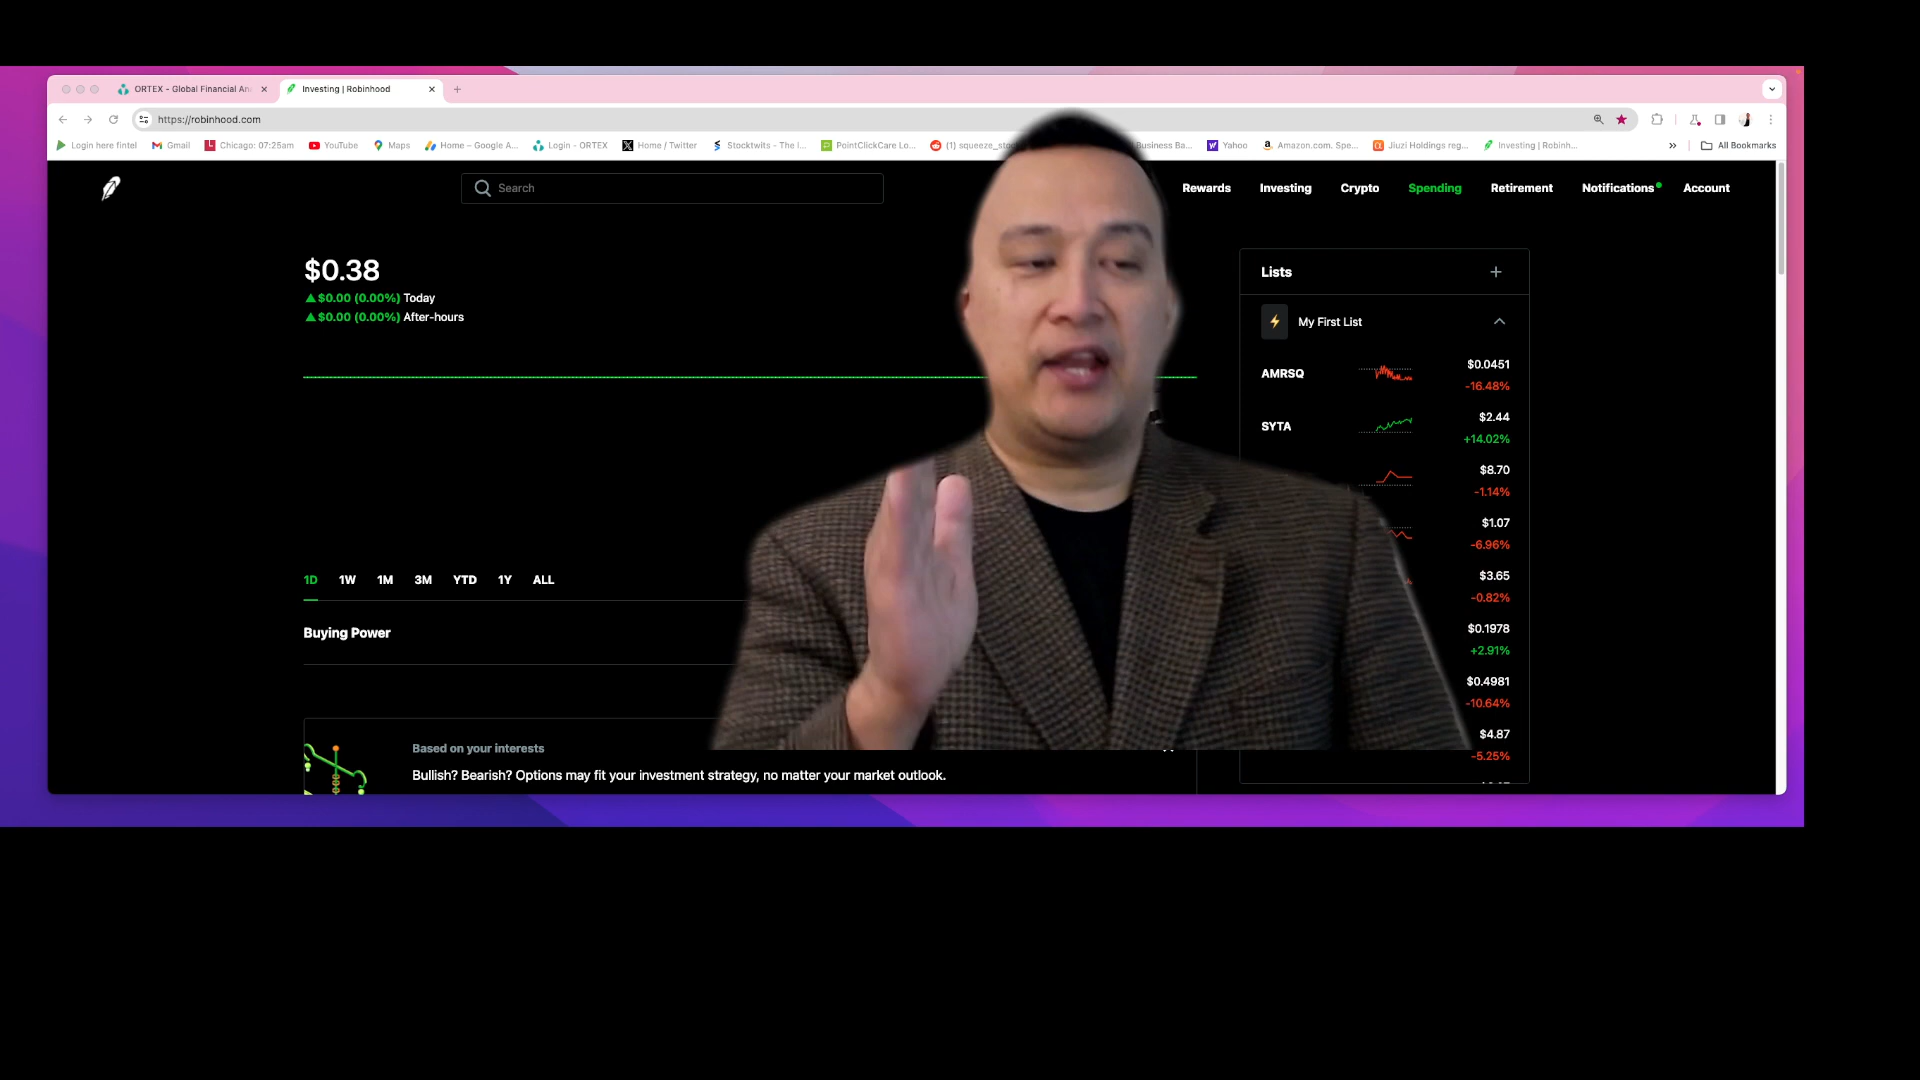 ORTEX - Global Financial An
Investing | Robinhood
https://robinhood.com
Login here fintel
Gmail
Chicago: 07:25am
YouTube
Maps
Home – Google A...
Login - ORTEX
Home / Twitter
Stocktwits - The I...
PointClickCare Lo...
(1) squeeze_sto
Business Ba...
Yahoo
Amazon.com. Spe...
Jiuzi Holdings reg...
Investing | Robinh...
All Bookmarks
Search
Rewards
Investing
Crypto
Spending
Retirement
Notifications
Account
$0.38
$0.00 (0.00%) Today
$0.00 (0.00%) After-hours
1D 1W 1M 3M YTD 1Y ALL
Buying Power
Based on your interests
Bullish? Bearish? Options may fit your investment strategy, no matter your market outlook.
Lists
My First List
AMRSQ
$0.0451
-16.48%
SYTA
$2.44
+14.02%
$8.70
-1.14%
$1.07
-6.96%
$3.65
-0.82%
$0.1978
+2.91%
$0.4981
-10.64%
$4.87
-5.25%